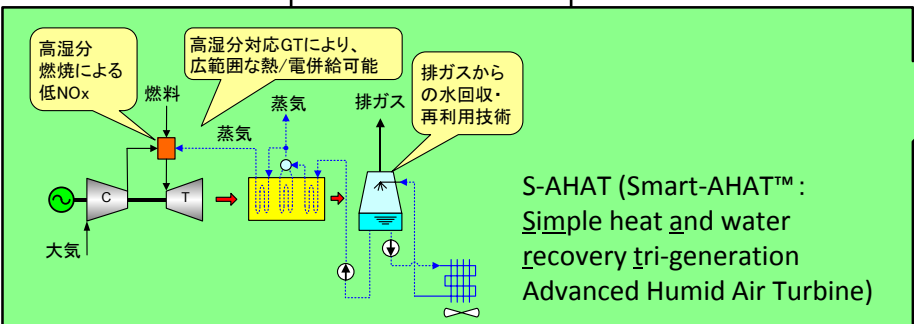 高湿分
燃焼による
低NOx
高湿分対応GTにより、
広範囲な熱/電併給可能
排ガスから
の水回収・
再利用技術
燃料
蒸気
排ガス
蒸気
C
T
大気
S-AHAT (Smart-AHAT™ :
Simple heat and water
recovery tri-generation
Advanced Humid Air Turbine)